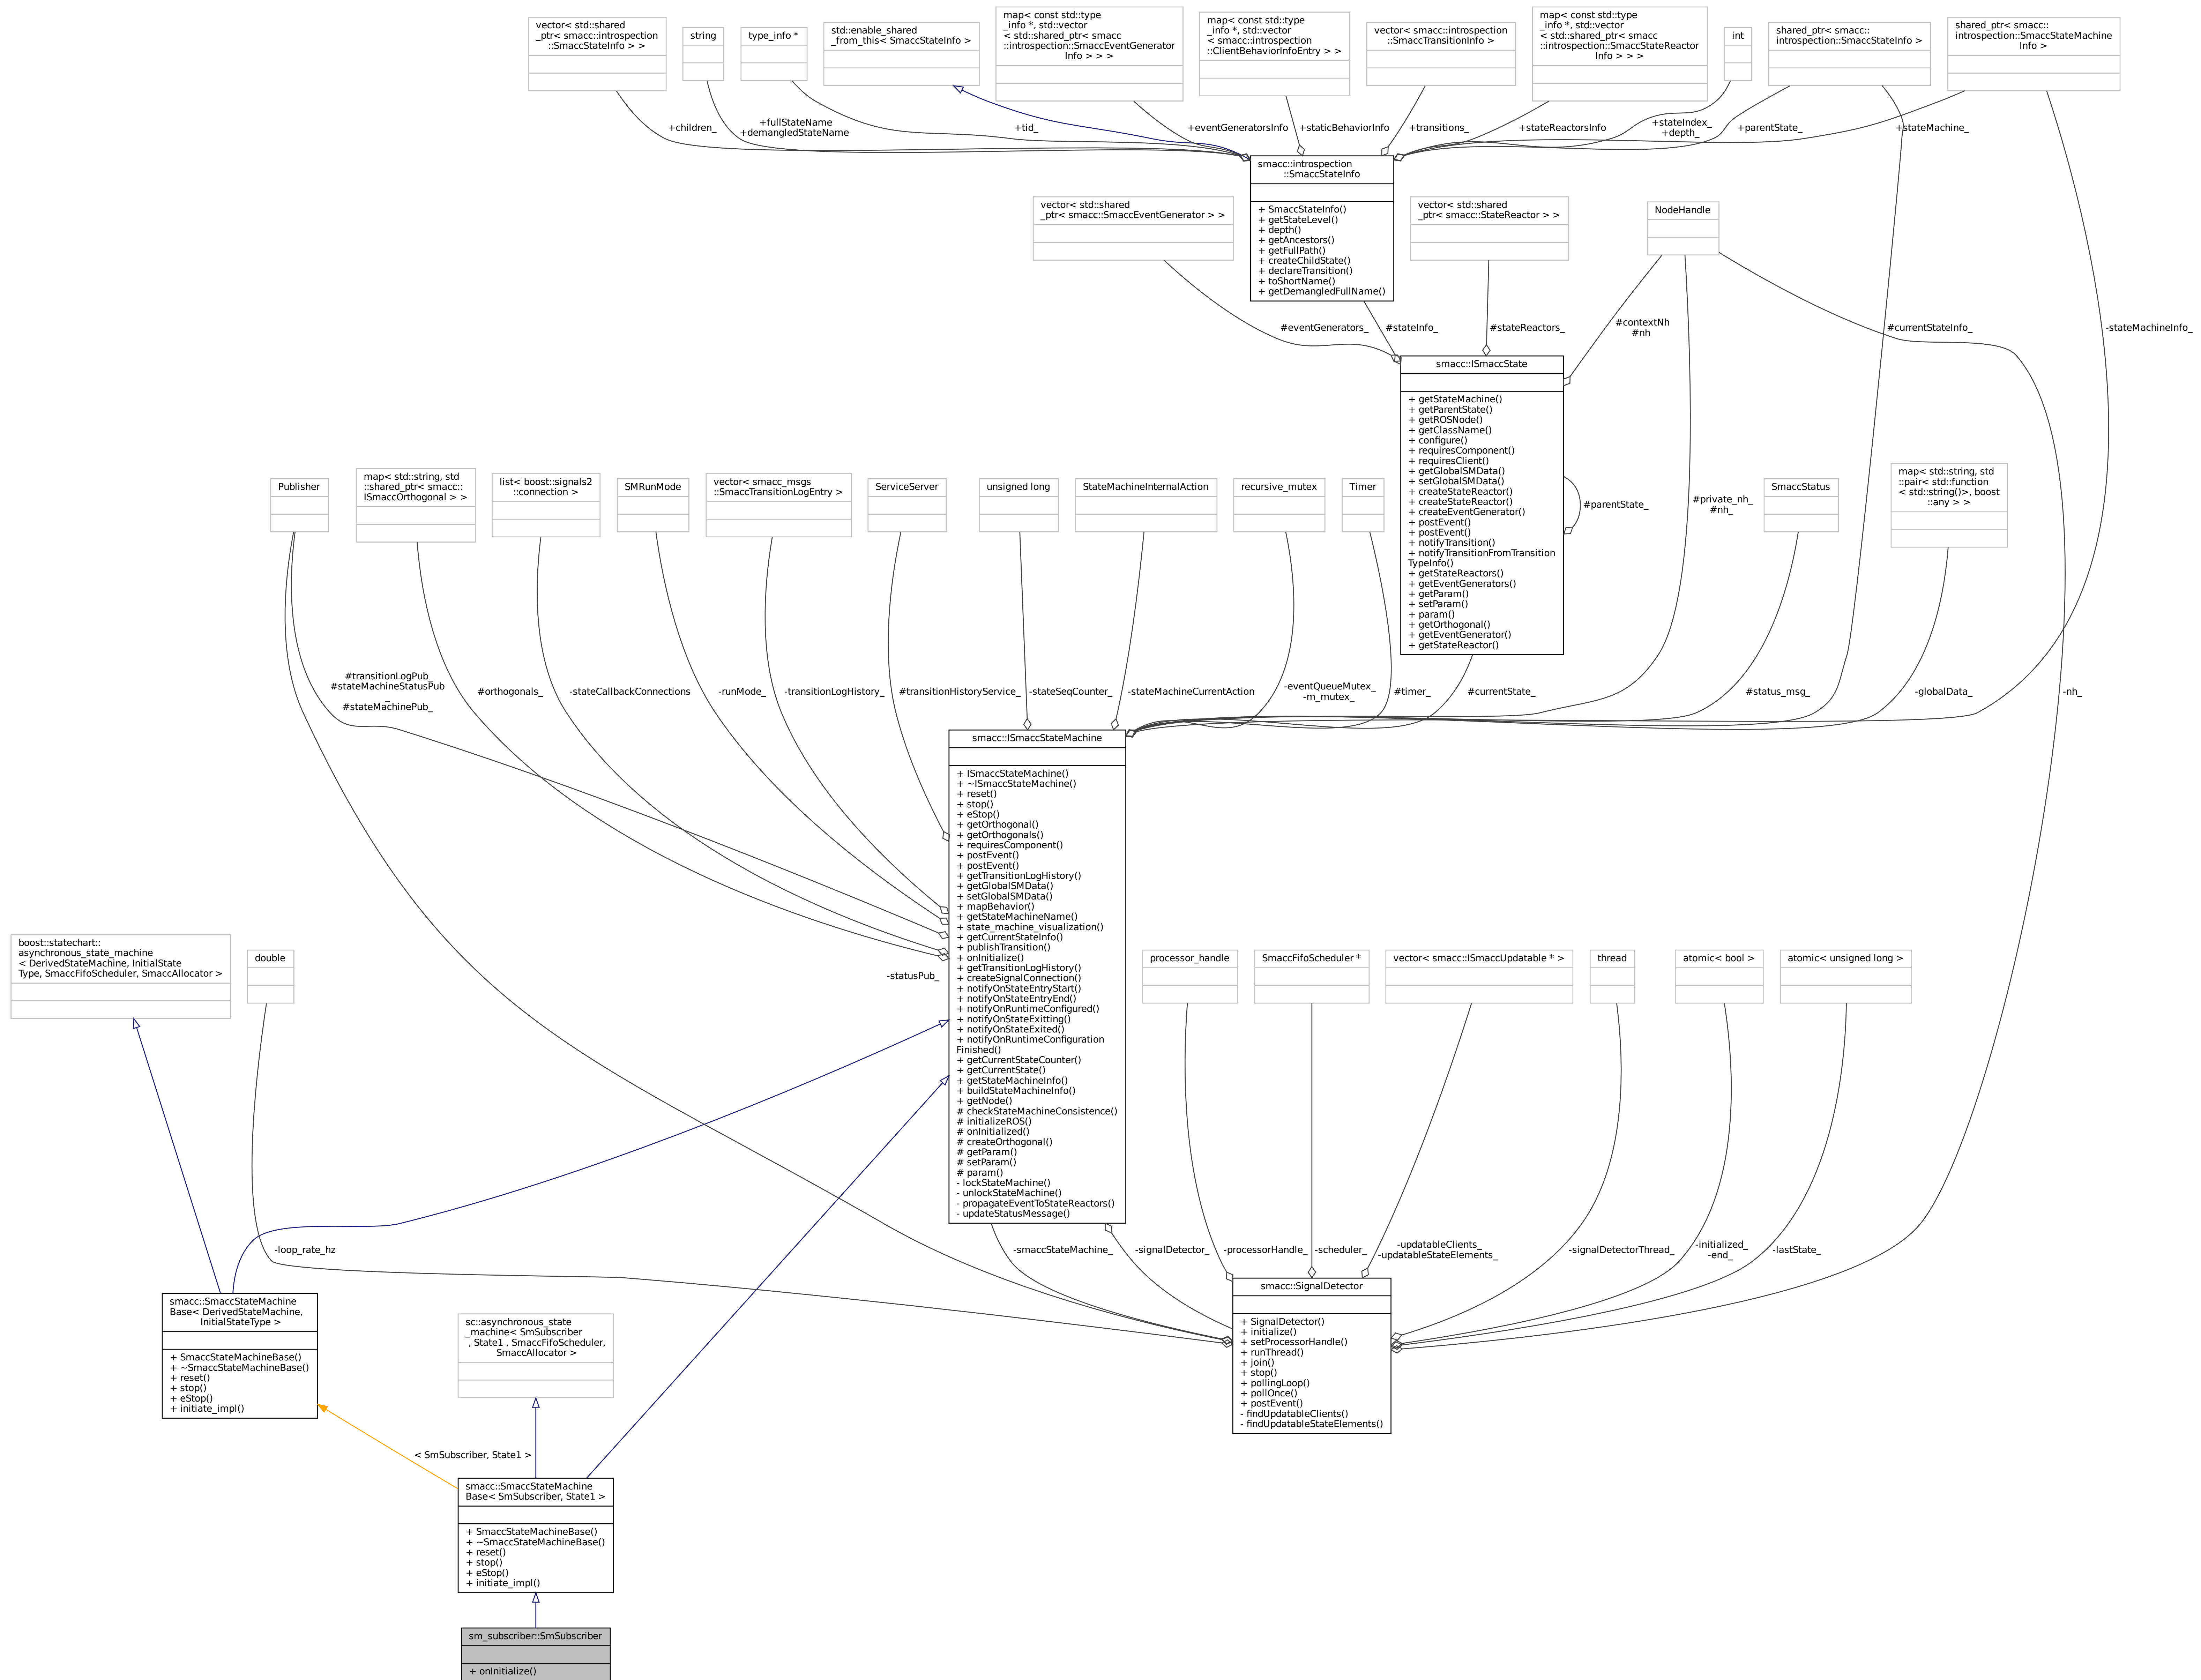 vector< std::shared
_ptr< smacc::introspection
::SmaccStateInfo > >
string
type_info *
std::enable_shared
_from_this< SmaccStateInfo >
map< const std::type
_info *, std::vector
< std::shared_ptr< smacc
::introspection::SmaccEventGenerator
Info > > >
map< const std::type
_info *, std::vector
< smacc::introspection
::ClientBehaviorInfoEntry > >
vector< smacc::introspection
::SmaccTransitionInfo >
map< const std::type
_info *, std::vector
< std::shared_ptr< smacc
::introspection::SmaccStateReactor
Info > > >
int
shared_ptr< smacc::
introspection::SmaccStateInfo >
shared_ptr< smacc::
introspection::SmaccStateMachine
Info >
+children_
+fullStateName
+demangledStateName
+tid_
+eventGeneratorsInfo
+staticBehaviorInfo
+transitions_
+stateReactorsInfo
+stateIndex_
+depth_
+parentState_
+stateMachine_
smacc::introspection
::SmaccStateInfo
+ SmaccStateInfo()
+ getStateLevel()
+ depth()
+ getAncestors()
+ getFullPath()
+ createChildState()
+ declareTransition()
+ toShortName()
+ getDemangledFullName()
vector< std::shared
_ptr< smacc::SmaccEventGenerator > >
vector< std::shared
_ptr< smacc::StateReactor > >
NodeHandle
#eventGenerators_
#stateInfo_
#stateReactors_
#contextNh
#nh
#currentStateInfo_
-stateMachineInfo_
smacc::ISmaccState
+ getStateMachine()
+ getParentState()
+ getROSNode()
+ getClassName()
+ configure()
+ requiresComponent()
+ requiresClient()
+ getGlobalSMData()
+ setGlobalSMData()
+ createStateReactor()
+ createStateReactor()
+ createEventGenerator()
+ postEvent()
+ postEvent()
+ notifyTransition()
+ notifyTransitionFromTransition
TypeInfo()
+ getStateReactors()
+ getEventGenerators()
+ getParam()
+ setParam()
+ param()
+ getOrthogonal()
+ getEventGenerator()
+ getStateReactor()
#parentState_
#private_nh_
#nh_
Publisher
map< std::string, std
::shared_ptr< smacc::
ISmaccOrthogonal > >
list< boost::signals2
::connection >
SMRunMode
vector< smacc_msgs
::SmaccTransitionLogEntry >
ServiceServer
unsigned long
StateMachineInternalAction
recursive_mutex
Timer
SmaccStatus
map< std::string, std
::pair< std::function
< std::string()>, boost
::any > >
#transitionLogPub_
#stateMachineStatusPub
_
#stateMachinePub_
#orthogonals_
-stateCallbackConnections
-runMode_
-transitionLogHistory_
#transitionHistoryService_
-stateSeqCounter_
-stateMachineCurrentAction
-eventQueueMutex_
-m_mutex_
#timer_
#currentState_
#status_msg_
-globalData_
-nh_
smacc::ISmaccStateMachine
+ ISmaccStateMachine()
+ ~ISmaccStateMachine()
+ reset()
+ stop()
+ eStop()
+ getOrthogonal()
+ getOrthogonals()
+ requiresComponent()
+ postEvent()
+ postEvent()
+ getTransitionLogHistory()
+ getGlobalSMData()
+ setGlobalSMData()
+ mapBehavior()
+ getStateMachineName()
+ state_machine_visualization()
+ getCurrentStateInfo()
+ publishTransition()
+ onInitialize()
+ getTransitionLogHistory()
+ createSignalConnection()
+ notifyOnStateEntryStart()
+ notifyOnStateEntryEnd()
+ notifyOnRuntimeConfigured()
+ notifyOnStateExitting()
+ notifyOnStateExited()
+ notifyOnRuntimeConfiguration
Finished()
+ getCurrentStateCounter()
+ getCurrentState()
+ getStateMachineInfo()
+ buildStateMachineInfo()
+ getNode()
# checkStateMachineConsistence()
# initializeROS()
# onInitialized()
# createOrthogonal()
# getParam()
# setParam()
# param()
- lockStateMachine()
- unlockStateMachine()
- propagateEventToStateReactors()
- updateStatusMessage()
boost::statechart::
asynchronous_state_machine
< DerivedStateMachine, InitialState
Type, SmaccFifoScheduler, SmaccAllocator >
double
-statusPub_
processor_handle
SmaccFifoScheduler *
vector< smacc::ISmaccUpdatable * >
thread
atomic< bool >
atomic< unsigned long >
-loop_rate_hz
-smaccStateMachine_
-signalDetector_
-processorHandle_
-scheduler_
-updatableClients_
-updatableStateElements_
-signalDetectorThread_
-initialized_
-end_
-lastState_
smacc::SignalDetector
+ SignalDetector()
+ initialize()
+ setProcessorHandle()
+ runThread()
+ join()
+ stop()
+ pollingLoop()
+ pollOnce()
+ postEvent()
- findUpdatableClients()
- findUpdatableStateElements()
smacc::SmaccStateMachine
Base< DerivedStateMachine,
InitialStateType >
+ SmaccStateMachineBase()
+ ~SmaccStateMachineBase()
+ reset()
+ stop()
+ eStop()
+ initiate_impl()
sc::asynchronous_state
_machine< SmSubscriber
, State1 , SmaccFifoScheduler,
SmaccAllocator >
< SmSubscriber, State1 >
smacc::SmaccStateMachine
Base< SmSubscriber, State1 >
+ SmaccStateMachineBase()
+ ~SmaccStateMachineBase()
+ reset()
+ stop()
+ eStop()
+ initiate_impl()
sm_subscriber::SmSubscriber
+ onInitialize()